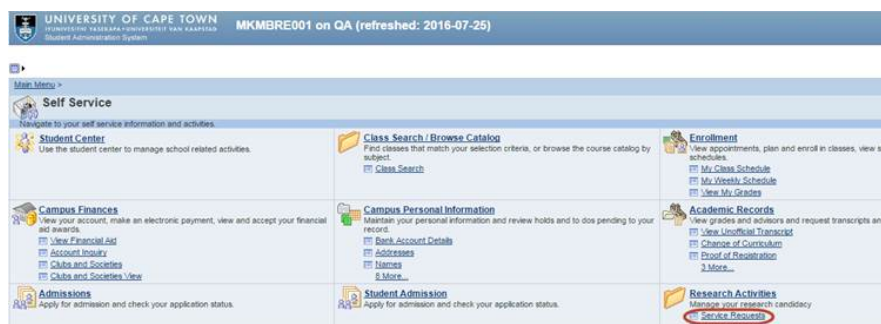 UNIVERSITY OF CAPE TOWN
IYUNIVESITHI YASEKAPA • UNIVERSITEIT VAN KAAPSTAD
Student Administration System
MKMBRE001 on QA (refreshed: 2016-07-25)
Main Menu >
Self Service
Navigate to your self service information and activities.
Student Center
Use the student center to manage school related activities.
Class Search / Browse Catalog
Find classes that match your selection criteria, or browse the course catalog by
subject.
Class Search
Enrollment
View appointments, plan and enroll in classes, view s
schedules.
My Class Schedule
My Weekly Schedule
View My Grades
Campus Finances
View your account, make an electronic payment, view and accept your financial
aid awards.
View Financial Aid
Account Inquiry
Clubs and Societies
Clubs and Societies View
Campus Personal Information
Maintain your personal information and review holds and to dos pending to your
record.
Bank Account Details
Addresses
Names
8 More...
Academic Records
View grades and advisors and request transcripts an
View Unofficial Transcript
Change of Curriculum
Proof of Registration
3 More...
Admissions
Apply for admission and check your application status.
Student Admission
Apply for admission and check your application status.
Research Activities
Manage your research candidacy
Service Requests